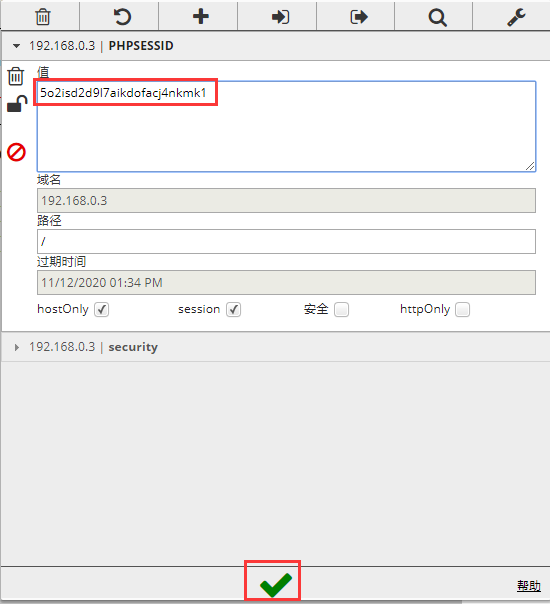 192.168.0.3 | PHPSESSID
值
5o2isd2d9l7aikdofacj4nkmk1
域名
192.168.0.3
路径
/
过期时间
11/12/2020 01:34 PM
hostOnly session 安全 httpOnly
192.168.0.3 | security
帮助